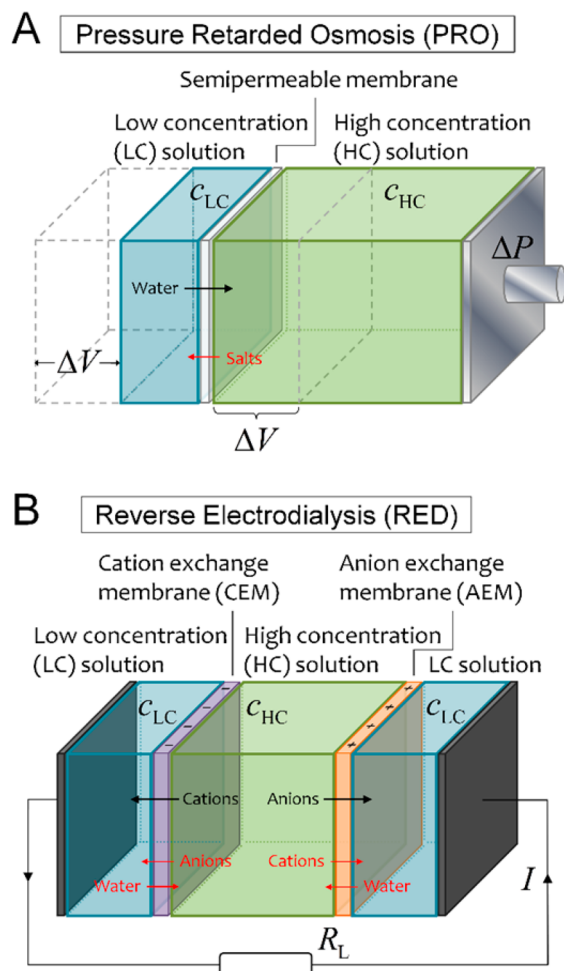 A
Pressure Retarded Osmosis (PRO)
Semipermeable membrane
Low concentration
(LC) solution
High concentration
(HC) solution
cLC
cHC
ΔP
Water
Salts
ΔV
ΔV
B
Reverse Electrodialysis (RED)
Cation exchange
membrane (CEM)
Anion exchange
membrane (AEM)
Low concentration
(LC) solution
High concentration
(HC) solution
LC solution
cLC
cHC
cLC
− − − −
+ + + +
Cations
Anions
Anions
Cations
Water
Water
I
RL